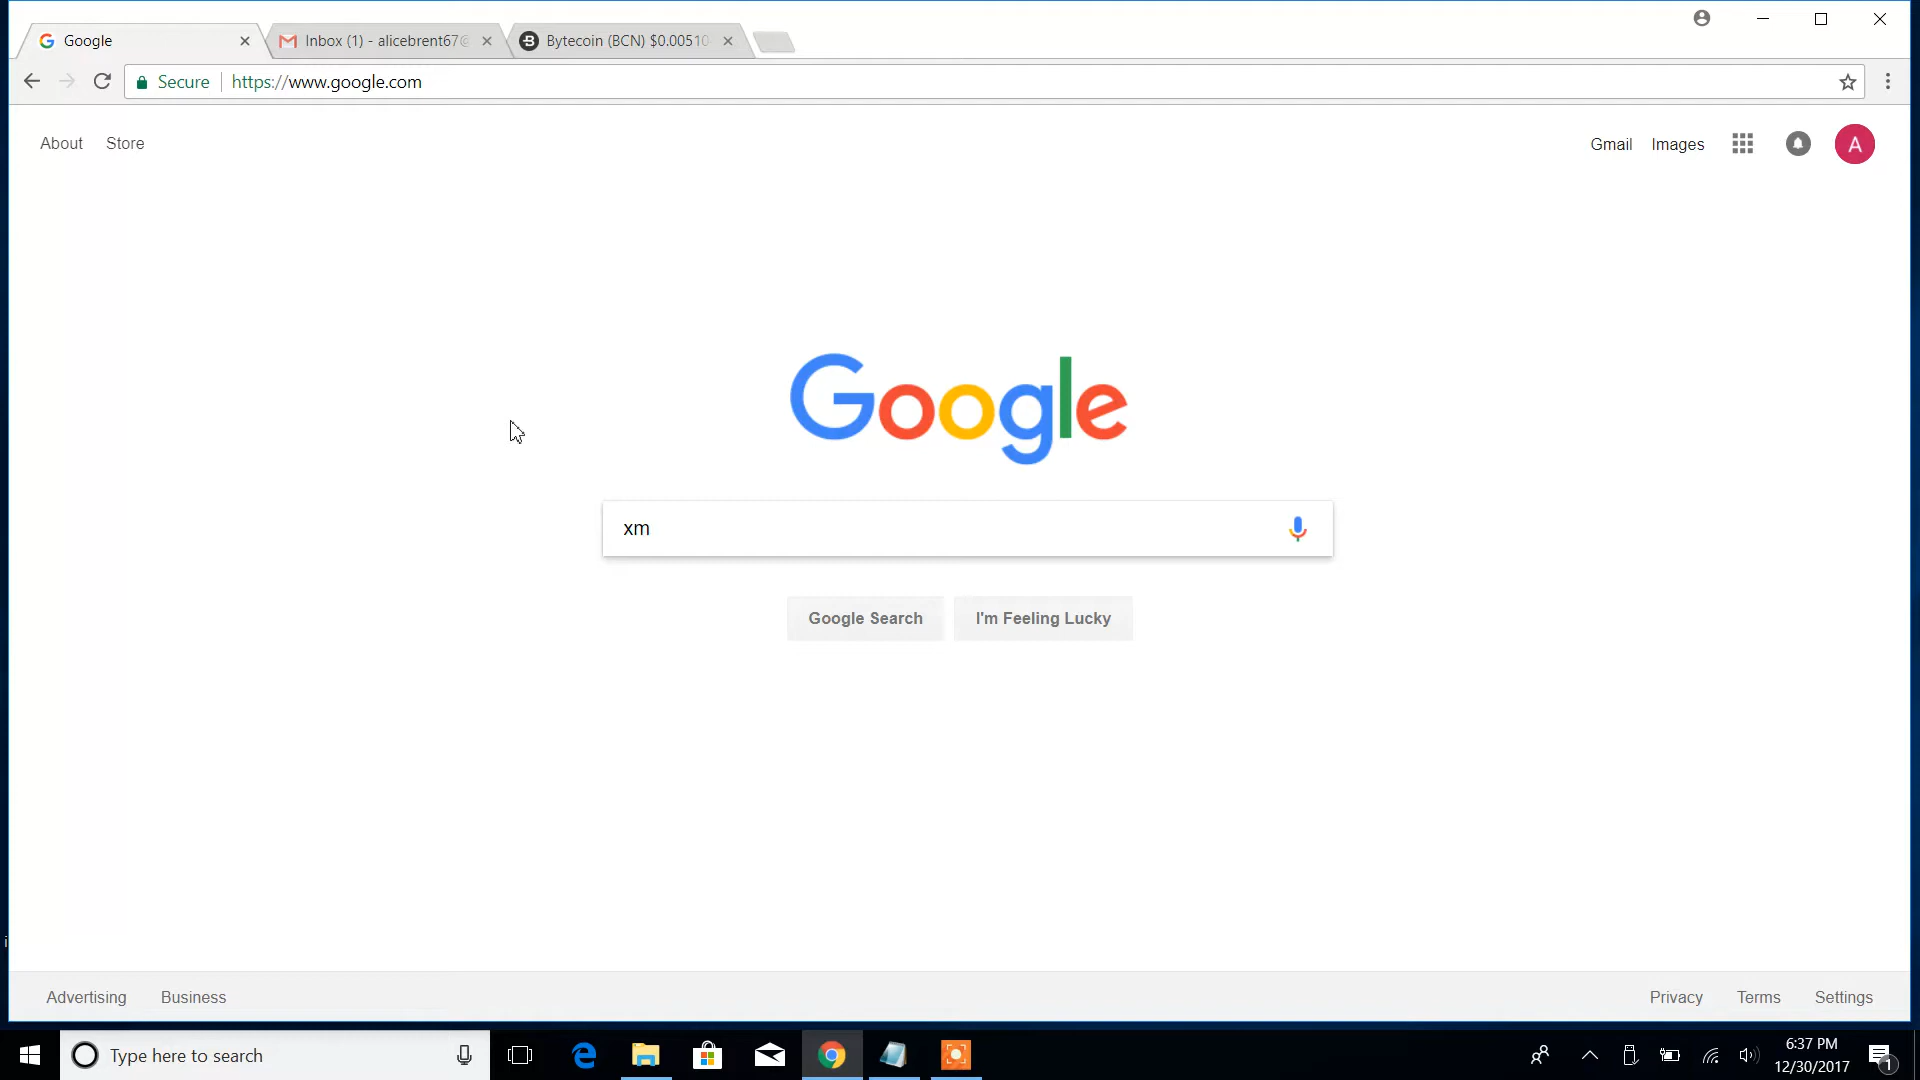 Google
Inbox (1) - alicebrent67@
Bytecoin (BCN) $0.00510
Secure
https://www.google.com
About
Store
Gmail
Images
A
Google
xm
Google Search
I'm Feeling Lucky
Advertising
Business
Privacy
Terms
Settings
Type here to search
6:37 PM
12/30/2017
1